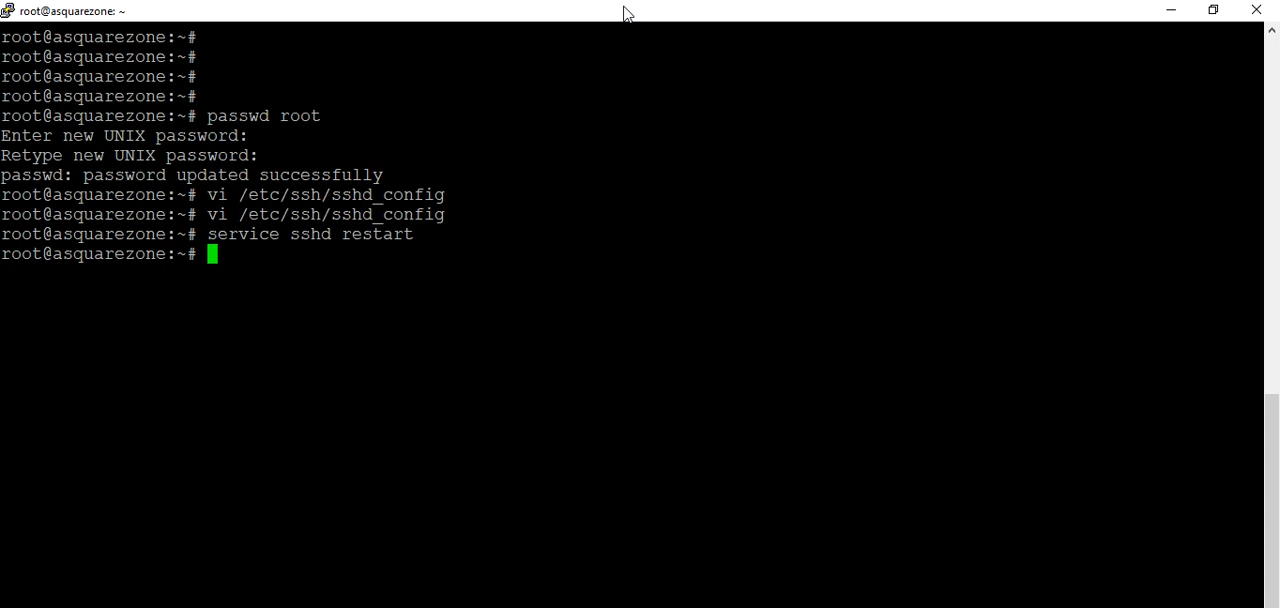 root@asquarezone: ~
root@asquarezone:~#
root@asquarezone:~#
root@asquarezone:~#
root@asquarezone:~#
root@asquarezone:~# passwd root
Enter new UNIX password:
Retype new UNIX password:
passwd: password updated successfully
root@asquarezone:~# vi /etc/ssh/sshd_config
root@asquarezone:~# vi /etc/ssh/sshd_config
root@asquarezone:~# service sshd restart
root@asquarezone:~#